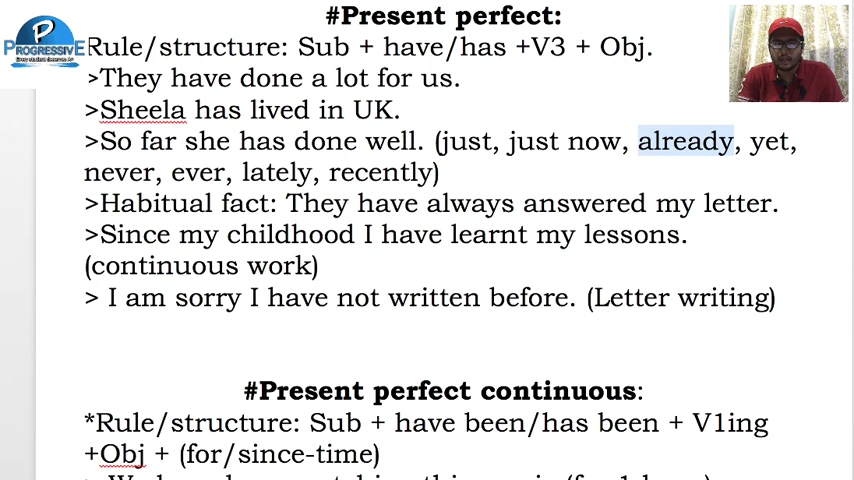 #Present perfect:
P
PROGRESSIVE
Rule/structure: Sub + have/has +V3 + Obj.
>They have done a lot for us.
>Sheela has lived in UK.
>So far she has done well. (just, just now, already, yet,
never, ever, lately, recently)
>Habitual fact: They have always answered my letter.
>Since my childhood I have learnt my lessons.
(continuous work)
> I am sorry I have not written before. (Letter writing)
#Present perfect continuous:
*Rule/structure: Sub + have been/has been + V1ing
+Obj + (for/since-time)